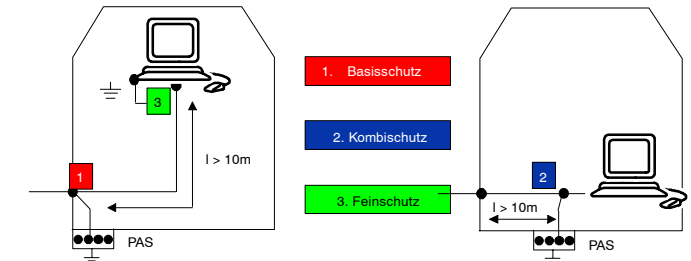 3
1
l > 10m
PAS
1. Basisschutz
2. Kombischutz
3. Feinschutz
2
l > 10m
PAS